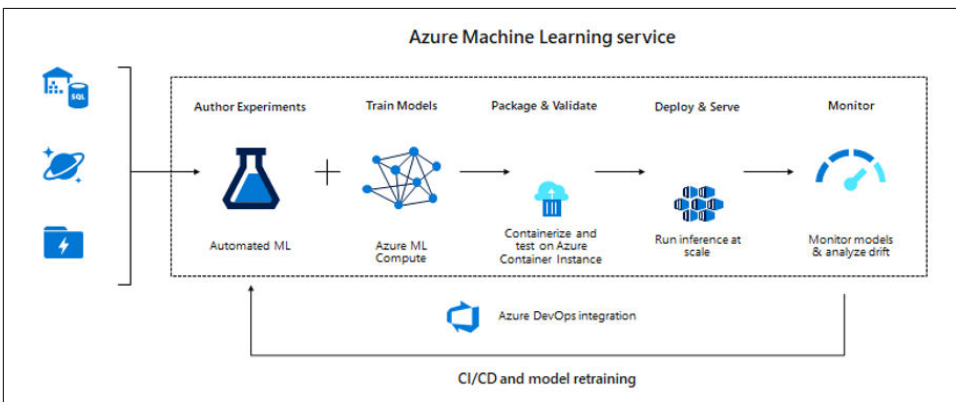 Azure Machine Learning service
SQL
Author Experiments
Train Models
Package & Validate
Deploy & Serve
Monitor
Automated ML
Azure ML
Compute
Containerize and
test on Azure
Container Instance
Run inference at
scale
Monitor models
& analyze drift
Azure DevOps integration
CI/CD and model retraining